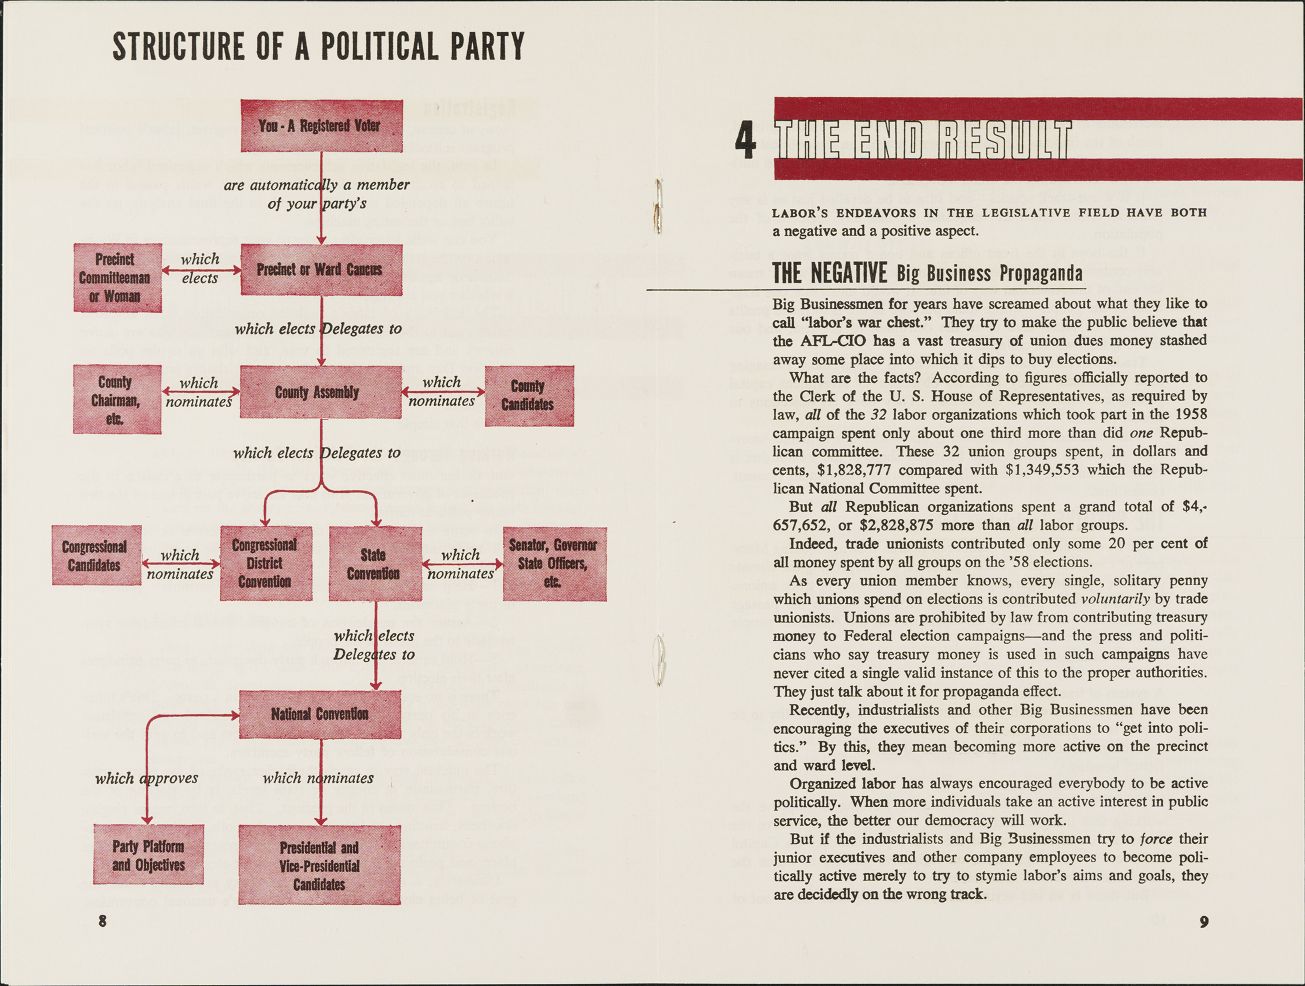 STRUCTURE OF A POLITICAL PARTY
You - A Registered Voter
are automatically a member
of your party's
Precinct
Committeeman
or Woman
which
elects
Precinct or Ward Caucus
which elects Delegates to
County
Chairman,
etc.
which
nominates
County Assembly
which
nominates
County
Candidates
which elects Delegates to
Congressional
Candidates
which
nominates
Congressional
District
Convention
State
Convention
which
nominates
Senator, Governor
State Officers,
etc.
which elects
Delegates to
National Convention
which approves
which nominates
Party Platform
and Objectives
Presidential and
Vice-Presidential
Candidates
8
4 THE END RESULT
LABOR'S ENDEAVORS IN THE LEGISLATIVE FIELD HAVE BOTH
a negative and a positive aspect.
THE NEGATIVE Big Business Propaganda
Big Businessmen for years have screamed about what they like to
call "labor's war chest." They try to make the public believe that
the AFL-CIO has a vast treasury of union dues money stashed
away some place into which it dips to buy elections.
What are the facts? According to figures officially reported to
the Clerk of the U. S. House of Representatives, as required by
law, all of the 32 labor organizations which took part in the 1958
campaign spent only about one third more than did one Repub-
lican committee. These 32 union groups spent, in dollars and
cents, $1,828,777 compared with $1,349,553 which the Repub-
lican National Committee spent.
But all Republican organizations spent a grand total of $4,-
657,652, or $2,828,875 more than all labor groups.
Indeed, trade unionists contributed only some 20 per cent of
all money spent by all groups on the '58 elections.
As every union member knows, every single, solitary penny
which unions spend on elections is contributed voluntarily by trade
unionists. Unions are prohibited by law from contributing treasury
money to Federal election campaigns—and the press and politi-
cians who say treasury money is used in such campaigns have
never cited a single valid instance of this to the proper authorities.
They just talk about it for propaganda effect.
Recently, industrialists and other Big Businessmen have been
encouraging the executives of their corporations to "get into poli-
tics." By this, they mean becoming more active on the precinct
and ward level.
Organized labor has always encouraged everybody to be active
politically. When more individuals take an active interest in public
service, the better our democracy will work.
But if the industrialists and Big Businessmen try to force their
junior executives and other company employees to become poli-
tically active merely to try to stymie labor's aims and goals, they
are decidedly on the wrong track.
9